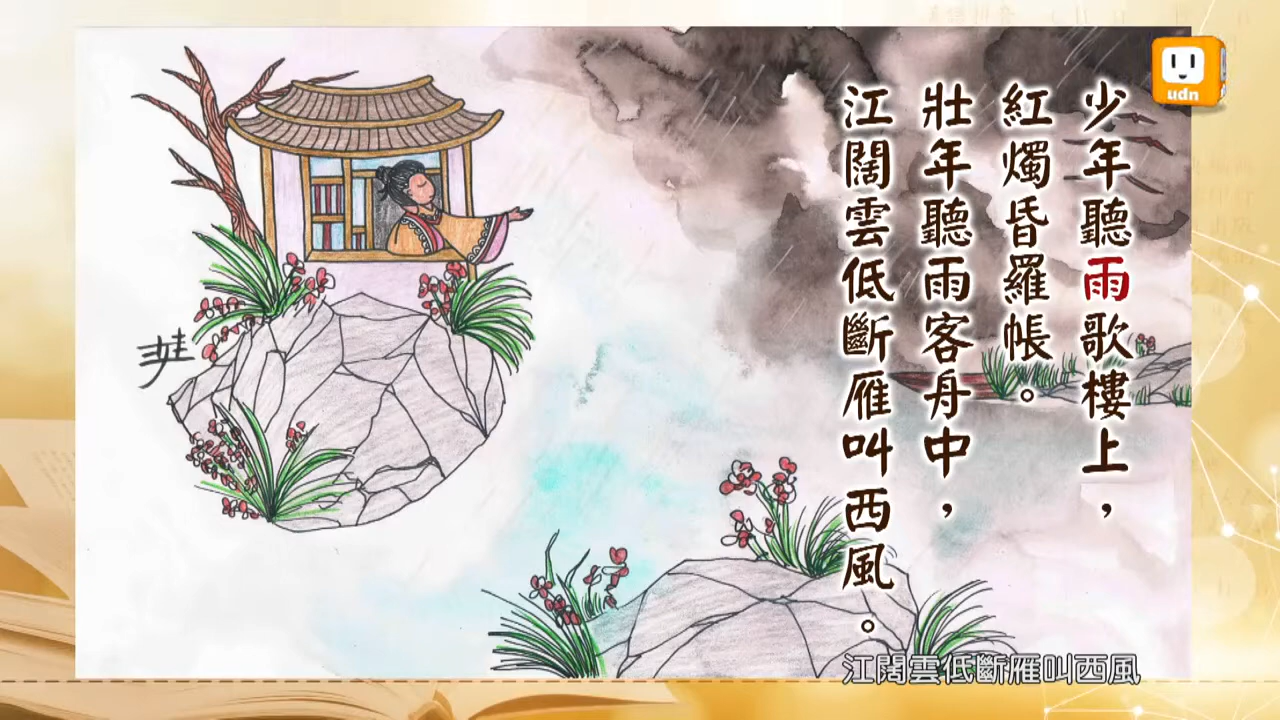 少年聽雨歌樓上，
紅燭昏羅帳。
壯年聽雨客舟中，
江闊雲低斷雁叫西風。
udn
江闊雲低斷雁叫西風